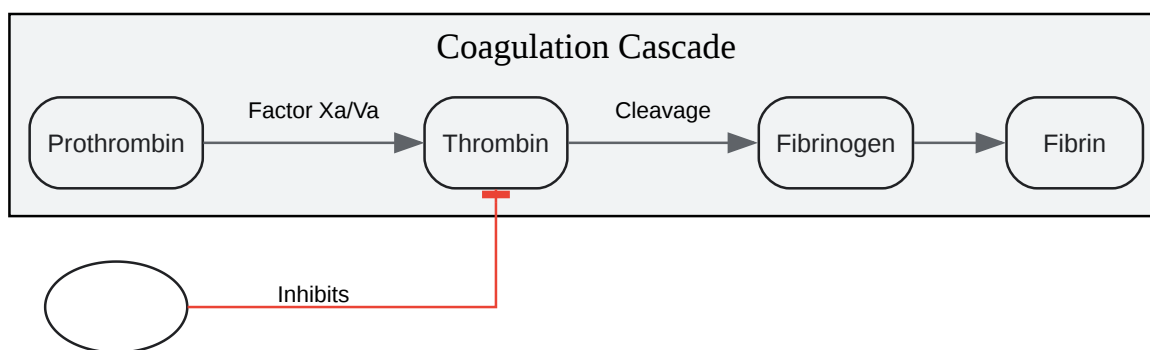 Coagulation Cascade
Factor Xa/Va
Cleavage
Prothrombin
Thrombin
Fibrinogen
Fibrin
Inhibits